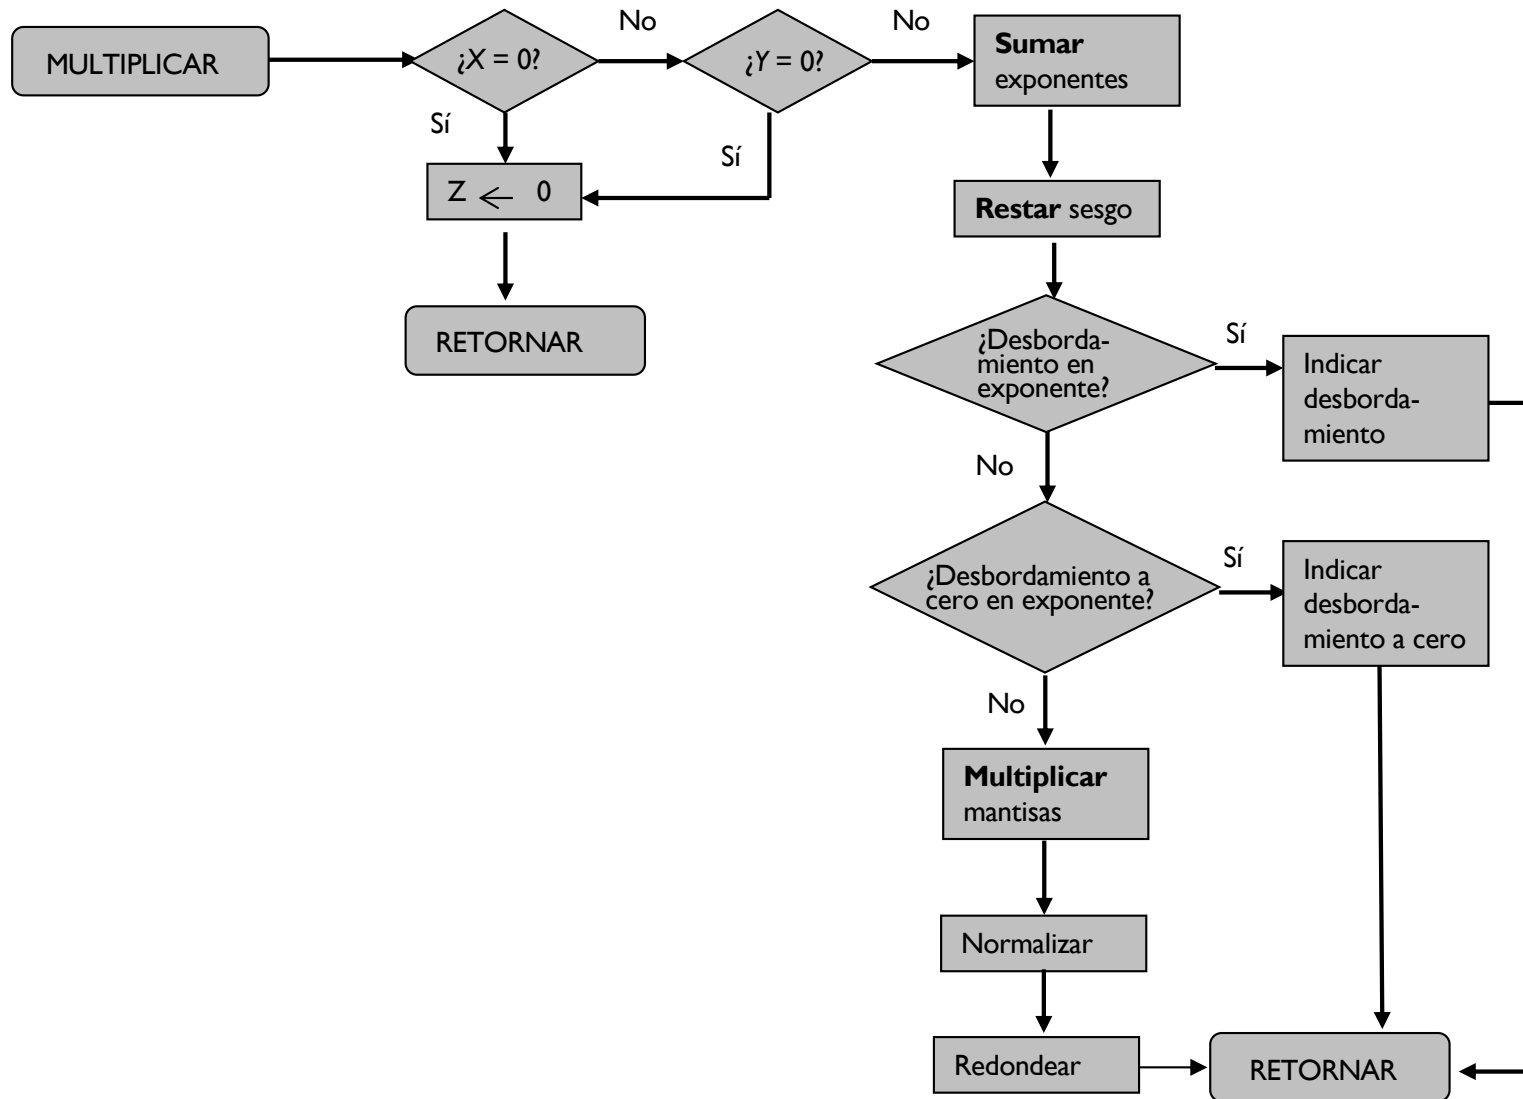 MULTIPLICAR
¿X = 0?
No
¿Y = 0?
No
Sumar
exponentes
Sí
Sí
Z ← 0
RETORNAR
Restar sesgo
¿Desborda-
miento en
exponente?
Sí
Indicar
desborda-
miento
No
¿Desbordamiento a
cero en exponente?
Sí
Indicar
desborda-
miento a cero
No
Multiplicar
mantisas
Normalizar
Redondear
RETORNAR